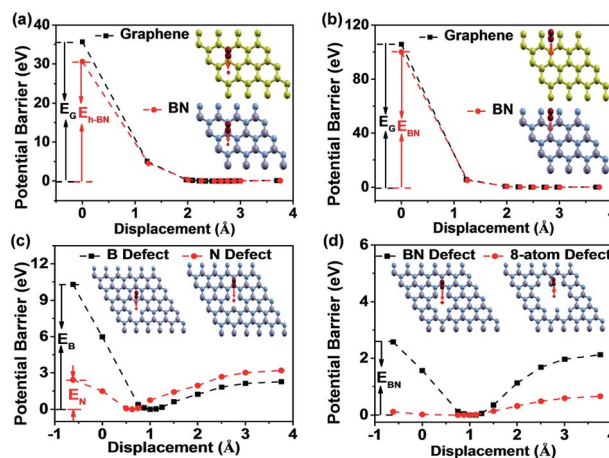 (a)
Graphene
BN
E_G
E_h-BN
Potential Barrier (eV)
40
30
20
10
0
0 1 2 3 4
Displacement (Å)
(b)
Graphene
BN
E_G
E_BN
Potential Barrier (eV)
120
80
40
0
0 1 2 3 4
Displacement (Å)
(c)
B Defect N Defect
E_B
E_N
Potential Barrier (eV)
12
9
6
3
0
-1 0 1 2 3 4
Displacement (Å)
(d)
BN Defect 8-atom Defect
E_BN
Potential Barrier (eV)
6
4
2
0
-1 0 1 2 3 4
Displacement (Å)